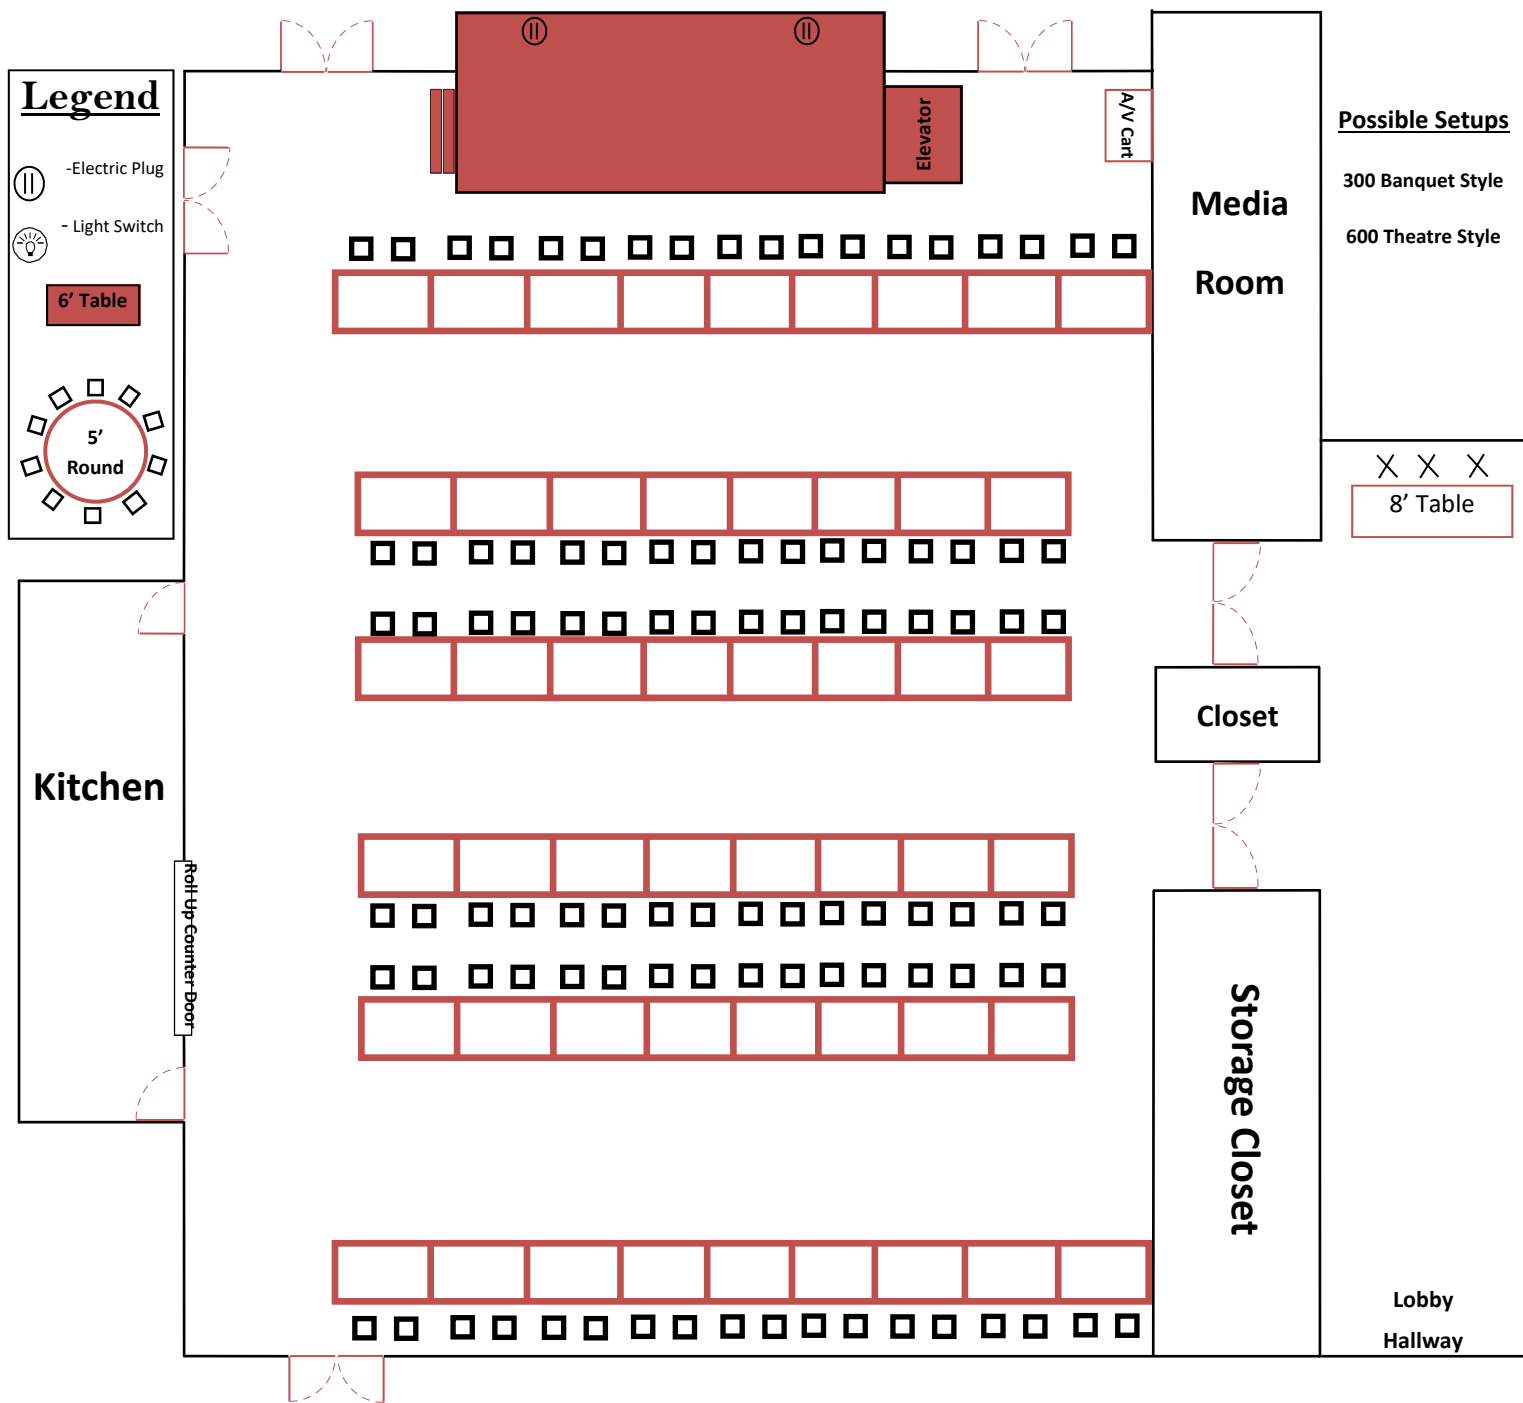 Legend
-Electric Plug
- Light Switch
6’ Table
5’
Round
Elevator
A/V Cart
Media
Room
Possible Setups
300 Banquet Style
600 Theatre Style
8’ Table
Closet
Kitchen
Roll Up Counter Door
Storage Closet
Lobby
Hallway